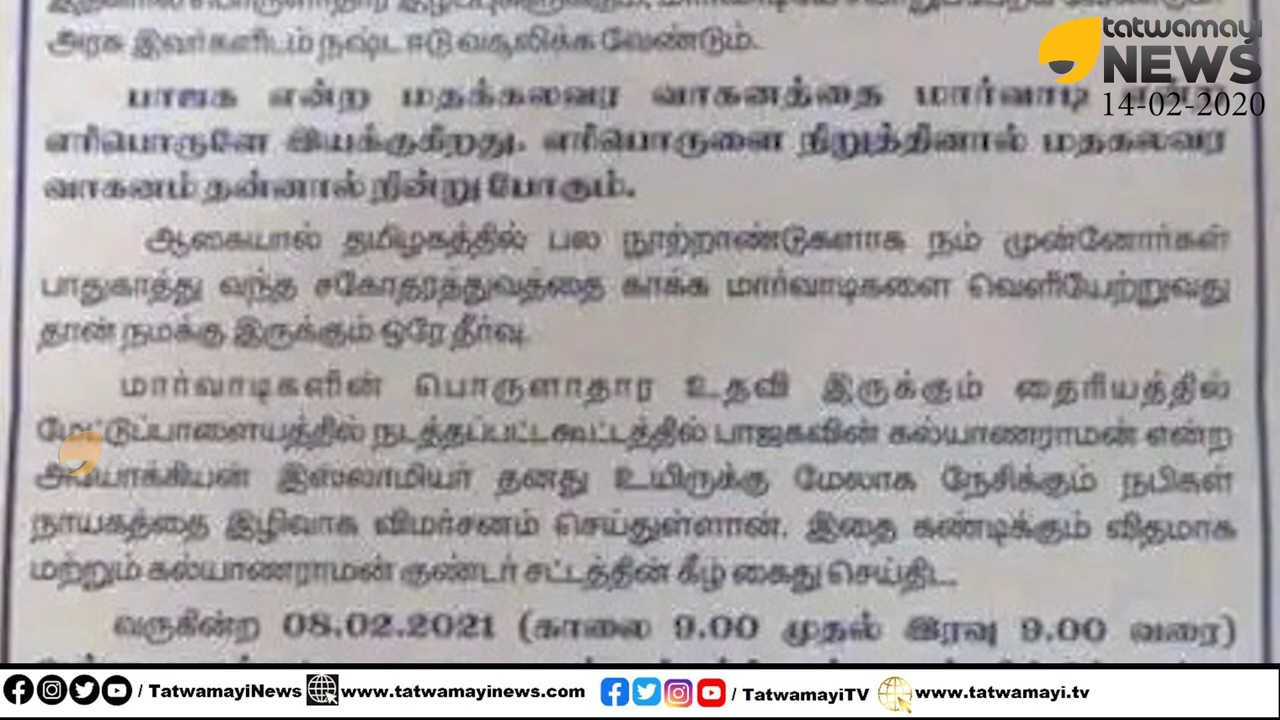 tatwamayi
NEWS
14-02-2020
அரசு இவர்களிடம் நஷ்ட ஈடு வசூலிக்க வேண்டும்.
பாஜக என்ற மதக்கலவர வாகனத்தை மார்வாடி
எரிபொருளே இயக்குகிறது. எரிபொருளை நிறுத்தினால் மதகலவர
வாகனம் தன்னால் நின்று போகும்.
ஆகையால் தமிழகத்தில் பல நூற்றாண்டுகளாக நம் முன்னோர்கள்
பாதுகாத்து வந்த சகோதரத்துவத்தை காக்க மார்வாடிகளை வெளியேற்றுவது
தான் நமக்கு இருக்கும் ஒரே தீர்வு.
மார்வாடிகளின் பொருளாதார உதவி இருக்கும் தைரியத்தில்
மேட்டுப்பாளையத்தில் நடத்தப்பட்ட கூட்டத்தில் பாஜகவின் கல்யாணராமன் என்ற
அயோக்கியன் இஸ்லாமியர் தனது உயிருக்கு மேலாக நேசிக்கும் நபிகள்
நாயகத்தை இழிவாக விமர்சனம் செய்துள்ளான். இதை கண்டிக்கும் விதமாக
மற்றும் கல்யாணராமன் குண்டர் சட்டத்தின் கீழ் கைது செய்திட..
வருகின்ற 08.02.2021 (காலை 9.00 முதல் இரவு 9.00 வரை)
/ TatwamayiNews www.tatwamayinews.com / TatwamayiTV www.tatwamayi.tv